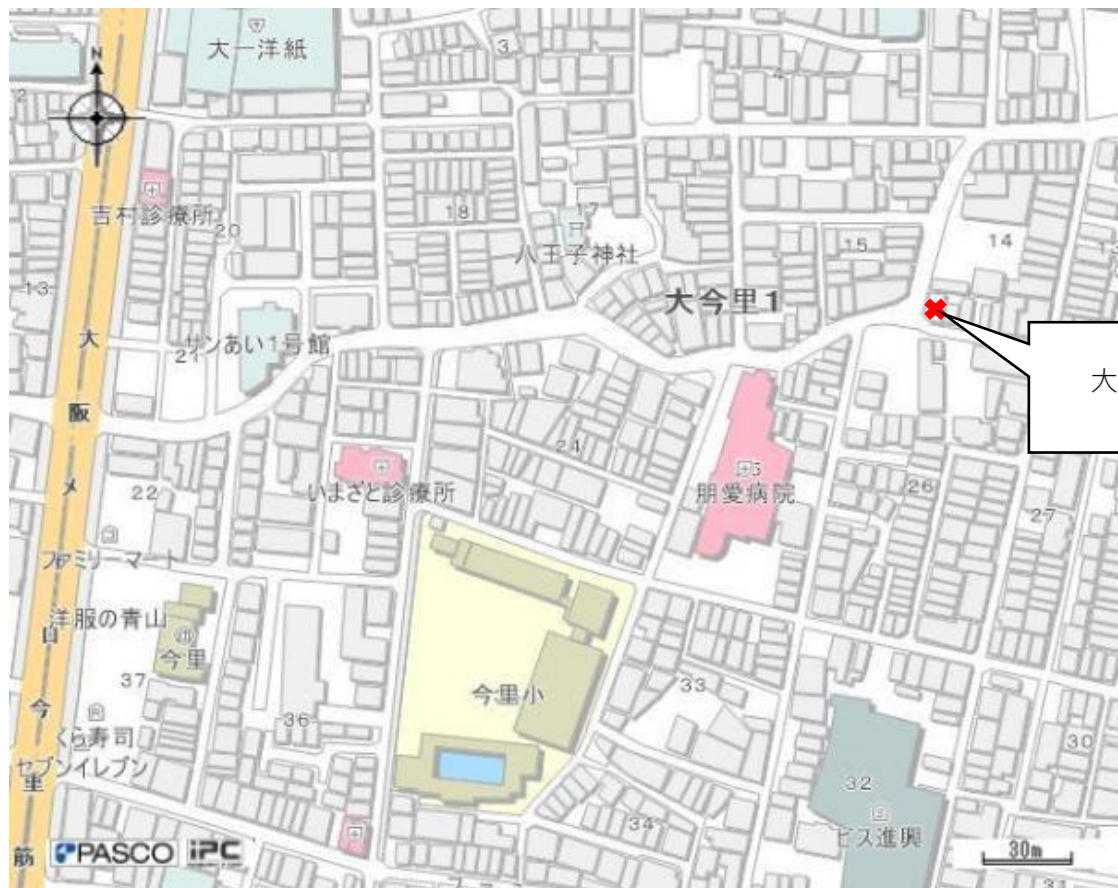 大一洋紙
3
4
2
N
吉村診療所
20
18
17
八王子神社
15
14
13
大今里1
サンあい1号館
21
大
大阪メトロ今里筋
24
いまざと診療所
朋愛病院
26
27
22
ファミリーマート
洋服の青山
今里
37
くら寿司
セブンイレブン
36
今里小
33
30
32
ビス進興
34
31
30m
PASCO iPC